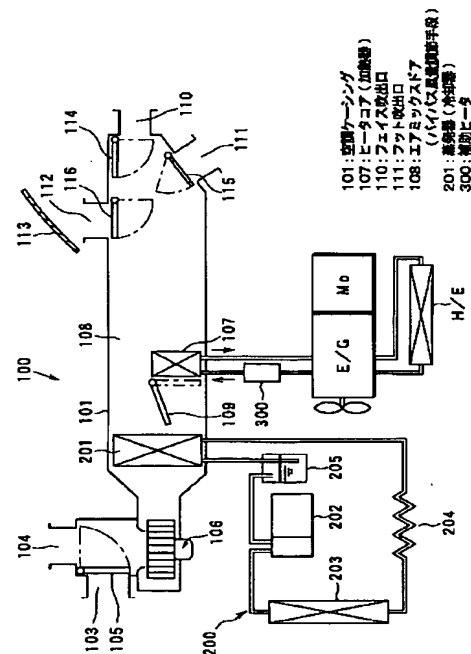 100
113
112
116
114
110
101
108
104
201
103
105
106
109
107
115
111
200
205
202
203
204
300
E/G
Mo
H/E
101:空調ケーシング
107:ヒータコア(加熱器)
110:フェイス吹出口
111:フット吹出口
108:エアミックスドア
(バイパス風量調節手段)
201:蒸発器(冷却器)
300:補助ヒータ